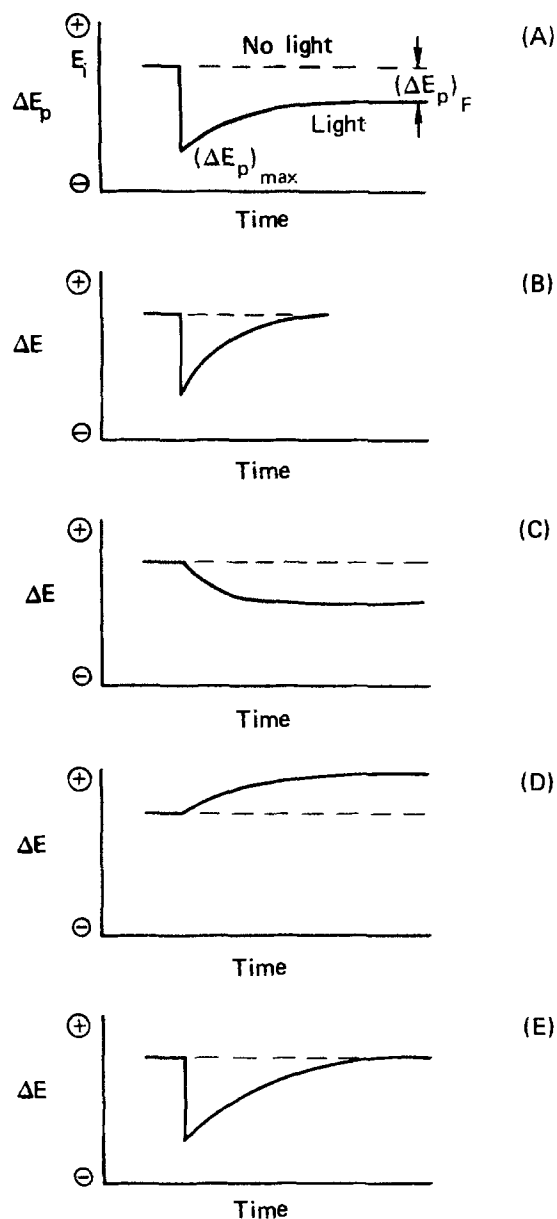 ⊕ (A)
E_i No light
ΔE_p (ΔE_p)_F
Light
(ΔE_p)_max
⊖
Time
⊕ (B)
ΔE
⊖
Time
⊕ (C)
ΔE
⊖
Time
⊕ (D)
ΔE
⊖
Time
⊕ (E)
ΔE
⊖
Time